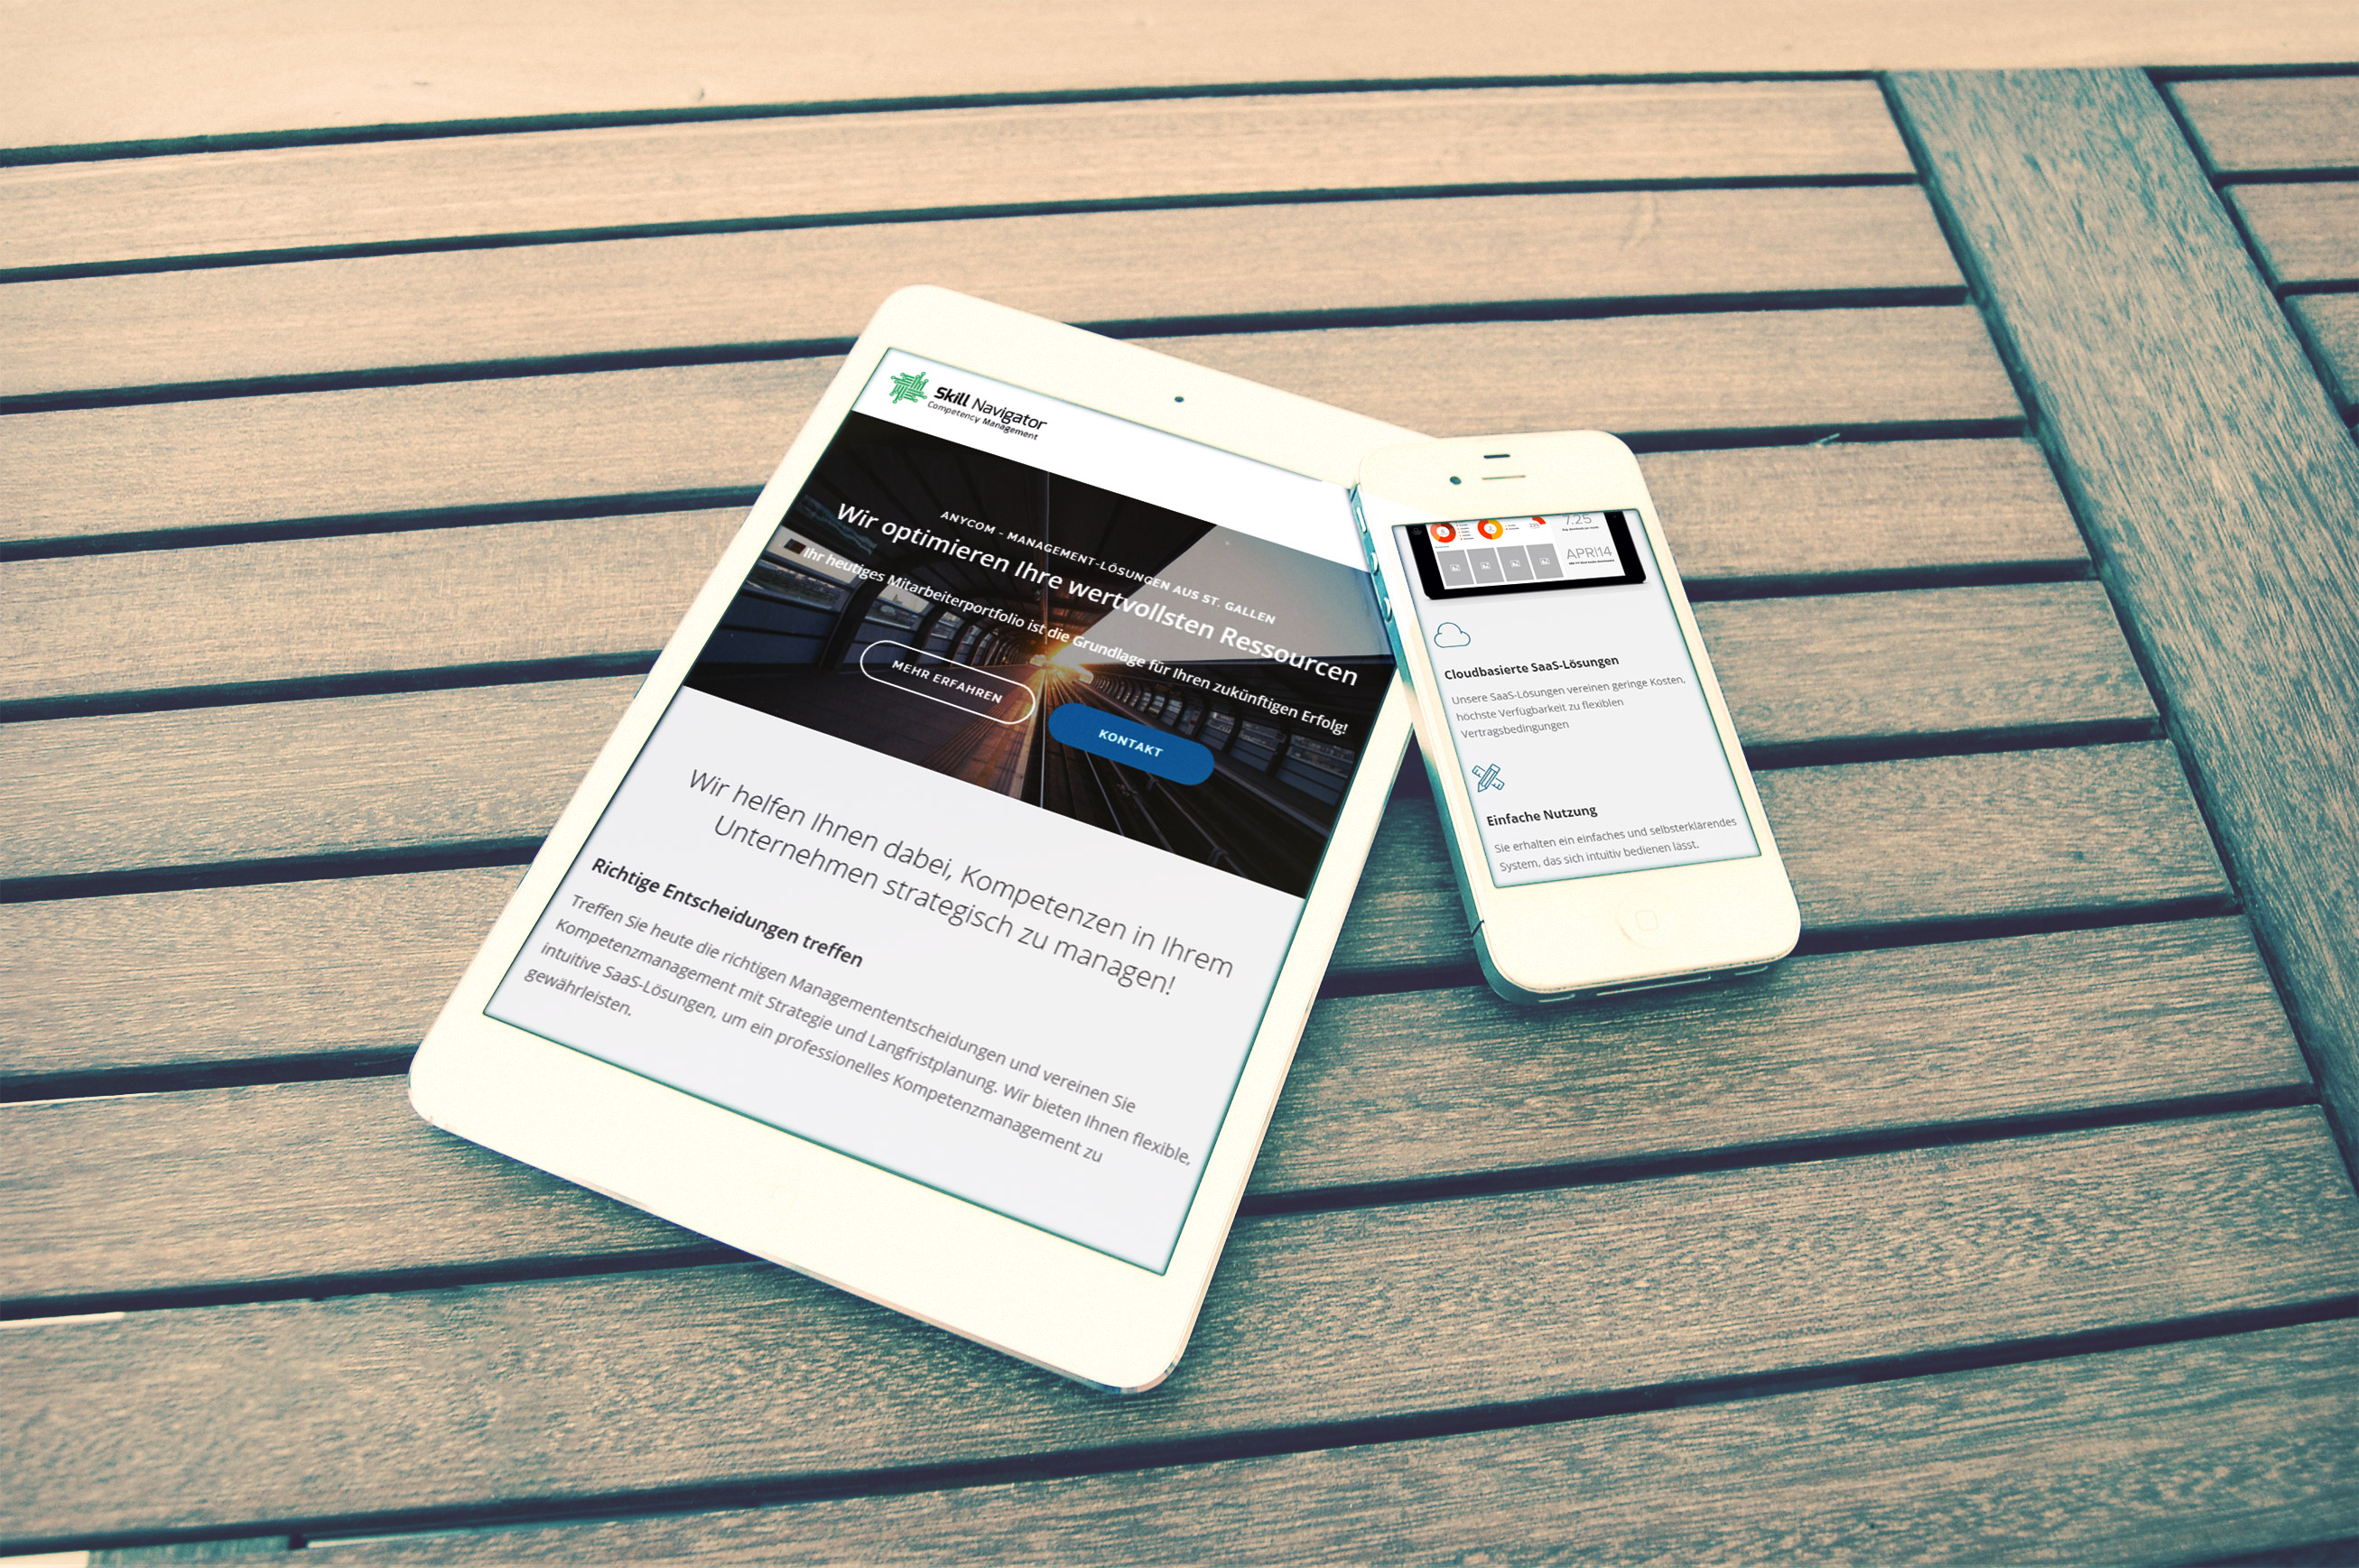 Skill Navigator
Competency Management
ANYCOM - MANAGEMENT-LÖSUNGEN AUS ST. GALLEN
Wir optimieren Ihre wertvollsten Ressourcen
Ihr heutiges Mitarbeiterportfolio ist die Grundlage für Ihren zukünftigen Erfolg!
MEHR ERFAHREN
KONTAKT
Wir helfen Ihnen dabei, Kompetenzen in Ihrem
Unternehmen strategisch zu managen!
Richtige Entscheidungen treffen
Treffen Sie heute die richtigen Managemententscheidungen und vereinen Sie
Kompetenzmanagement mit Strategie und Langfristplanung. Wir bieten Ihnen flexible,
intuitive SaaS-Lösungen, um ein professionelles Kompetenzmanagement zu
gewährleisten.
7.25
APR|14
Cloudbasierte SaaS-Lösungen
Unsere SaaS-Lösungen vereinen geringe Kosten,
höchste Verfügbarkeit zu flexiblen
Vertragsbedingungen
Einfache Nutzung
Sie erhalten ein einfaches und selbsterklärendes
System, das sich intuitiv bedienen lässt.